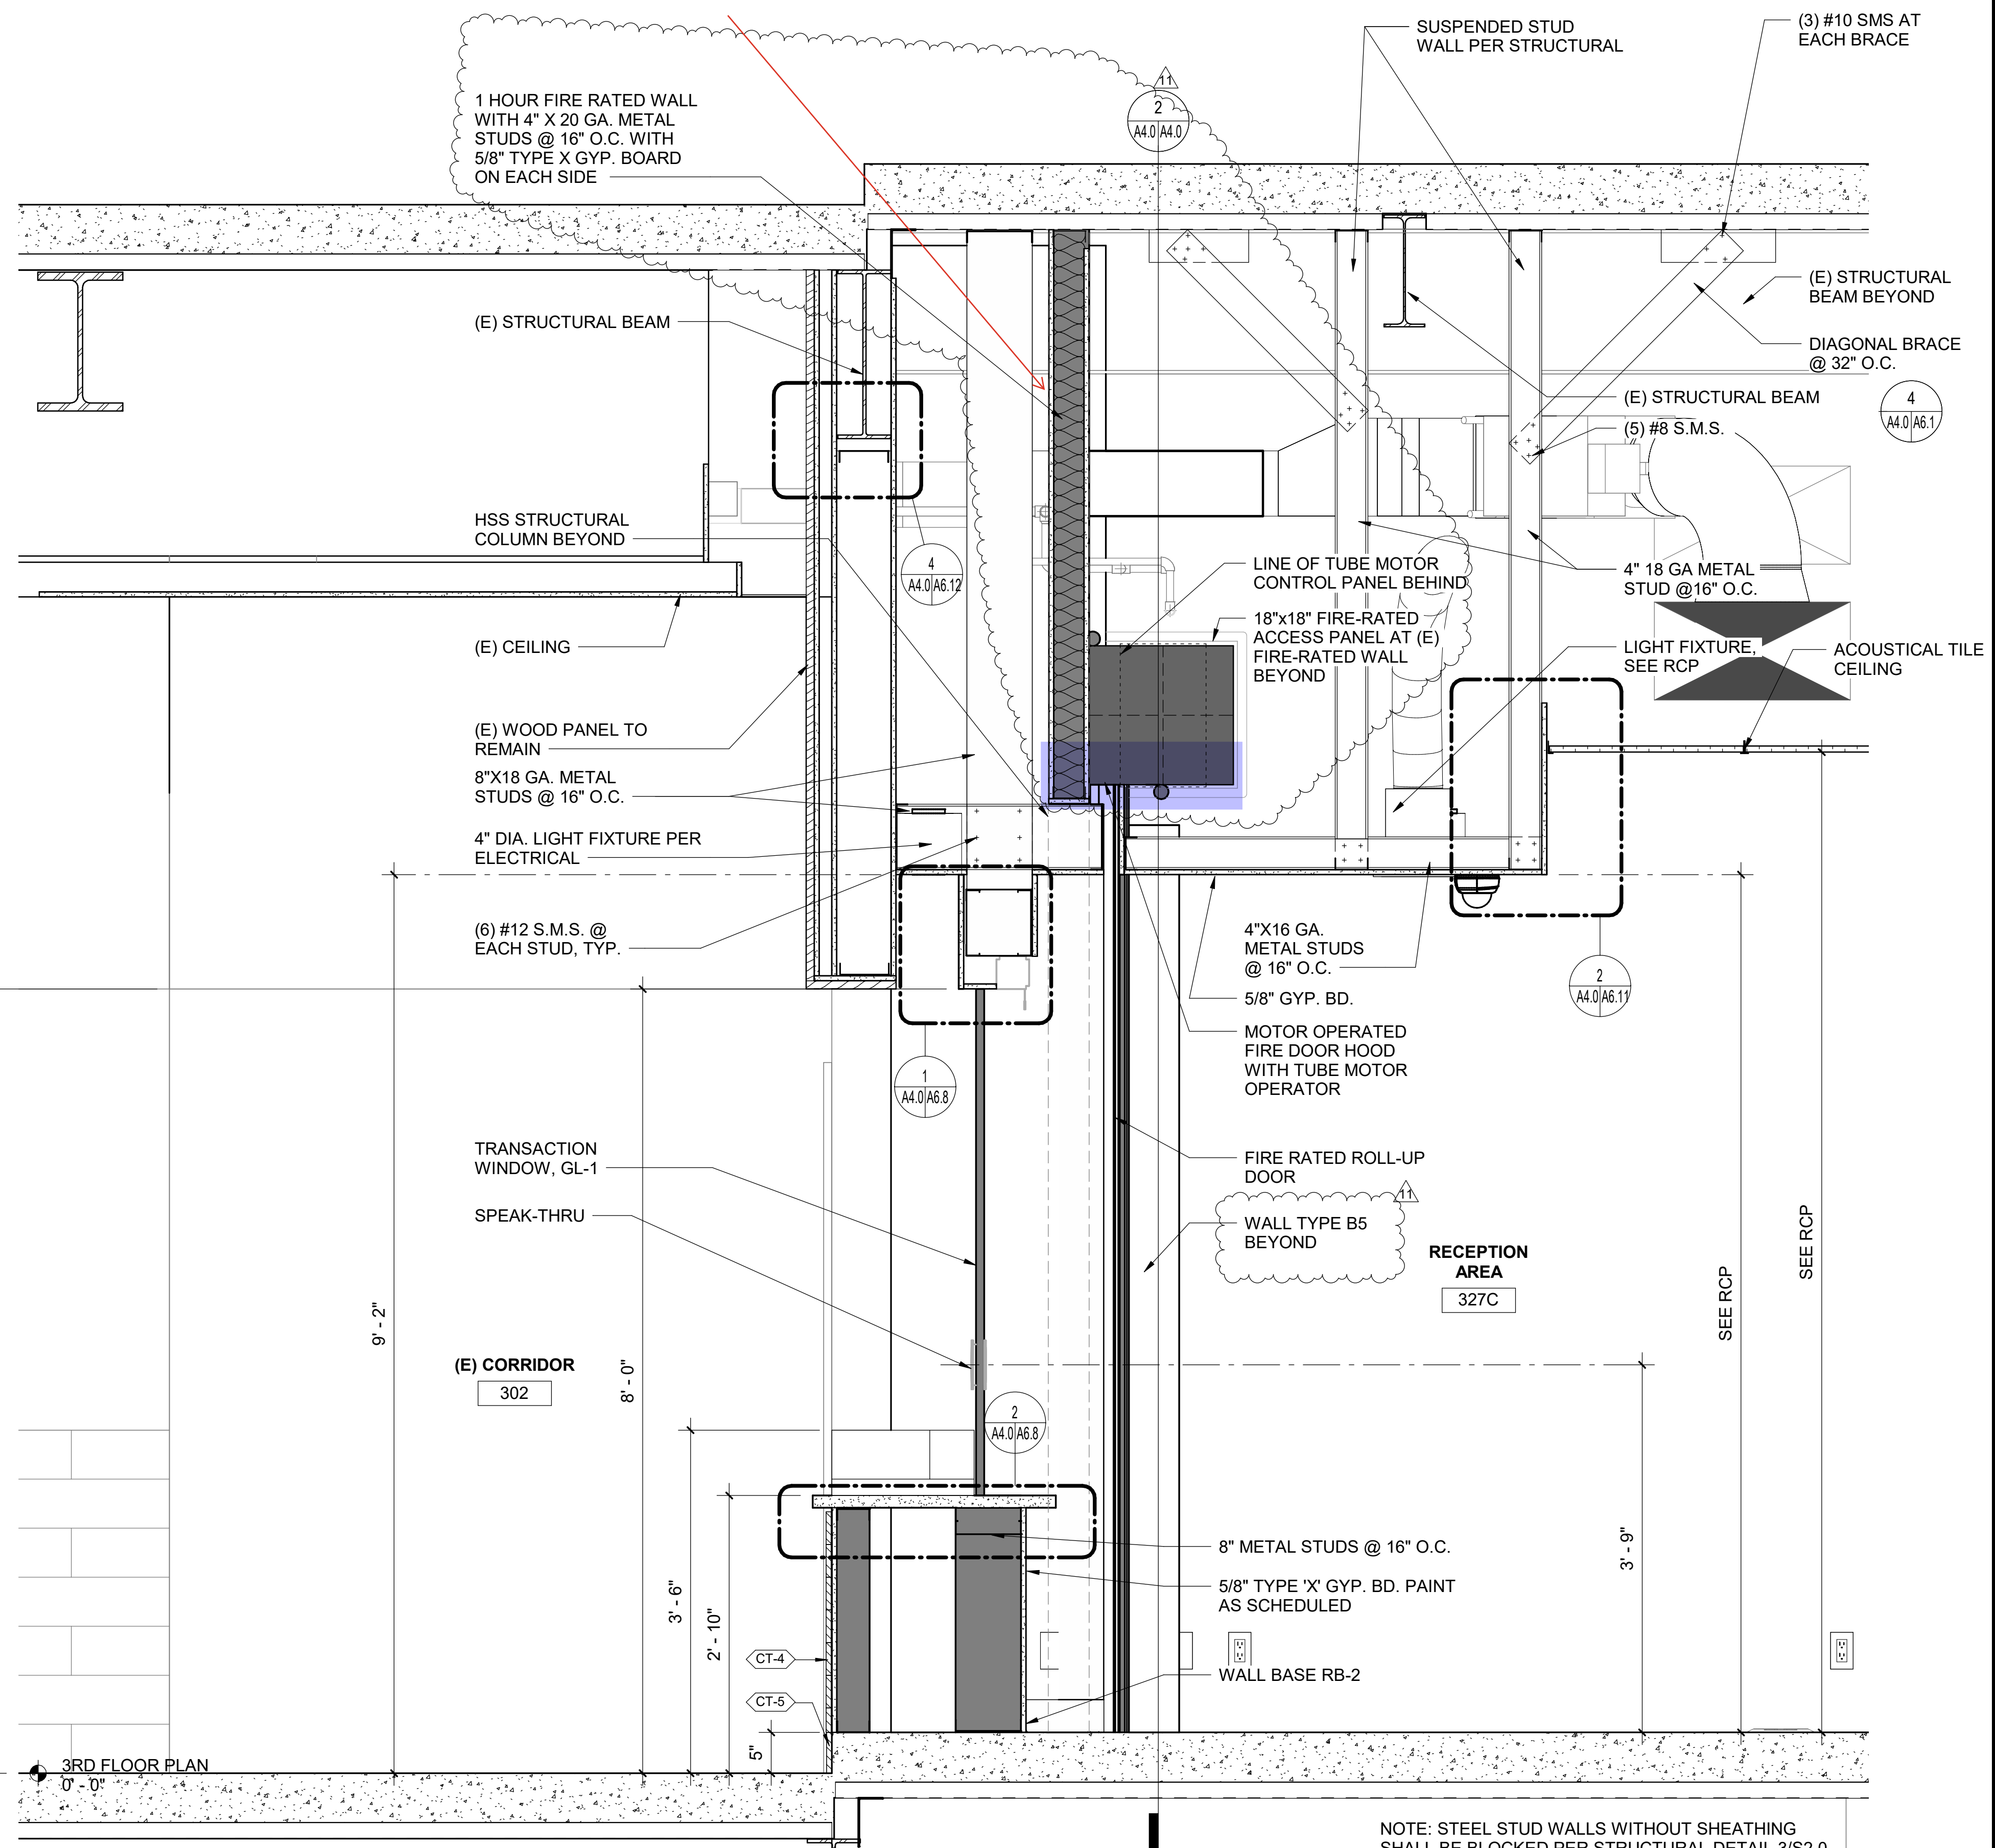 SUSPENDED STUD
WALL PER STRUCTURAL
(3) #10 SMS AT
EACH BRACE
11
2
A4.0 A4.0
1 HOUR FIRE RATED WALL
WITH 4" X 20 GA. METAL
STUDS @ 16" O.C. WITH
5/8" TYPE X GYP. BOARD
ON EACH SIDE
(E) STRUCTURAL
BEAM BEYOND
(E) STRUCTURAL BEAM
DIAGONAL BRACE
@ 32" O.C.
(E) STRUCTURAL BEAM
4
A4.0 A6.1
(5) #8 S.M.S.
HSS STRUCTURAL
COLUMN BEYOND
4
A4.0 A6.12
LINE OF TUBE MOTOR
CONTROL PANEL BEHIND
4" 18 GA METAL
STUD @16" O.C.
18"x18" FIRE-RATED
ACCESS PANEL AT (E)
FIRE-RATED WALL
BEYOND
(E) CEILING
LIGHT FIXTURE,
SEE RCP
ACOUSTICAL TILE
CEILING
(E) WOOD PANEL TO
REMAIN
8"X18 GA. METAL
STUDS @ 16" O.C.
4" DIA. LIGHT FIXTURE PER
ELECTRICAL
(6) #12 S.M.S. @
EACH STUD, TYP.
4"X16 GA.
METAL STUDS
@ 16" O.C.
2
A4.0 A6.11
5/8" GYP. BD.
MOTOR OPERATED
FIRE DOOR HOOD
WITH TUBE MOTOR
OPERATOR
1
A4.0 A6.8
TRANSACTION
WINDOW, GL-1
FIRE RATED ROLL-UP
DOOR
11
SPEAK-THRU
WALL TYPE B5
BEYOND
RECEPTION
AREA
327C
SEE RCP
SEE RCP
9' - 2"
(E) CORRIDOR
302
8' - 0"
2
A4.0 A6.8
8" METAL STUDS @ 16" O.C.
3' - 9"
3' - 6"
2' - 10"
5/8" TYPE 'X' GYP. BD. PAINT
AS SCHEDULED
CT-4
WALL BASE RB-2
CT-5
5"
3RD FLOOR PLAN
0' - 0"
NOTE: STEEL STUD WALLS WITHOUT SHEATHING
SHALL BE BLOCKED PER STRUCTURAL DETAIL 3/S2.0